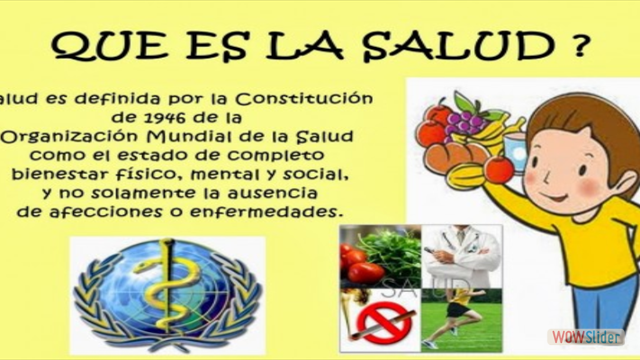 QUE ES LA SALUD ?
alud es definida por la Constitución
de 1946 de la
Organización Mundial de la Salud
como el estado de completo
bienestar físico, mental y social,
y no solamente la ausencia
de afecciones o enfermedades.
SALUD
WOWSlider